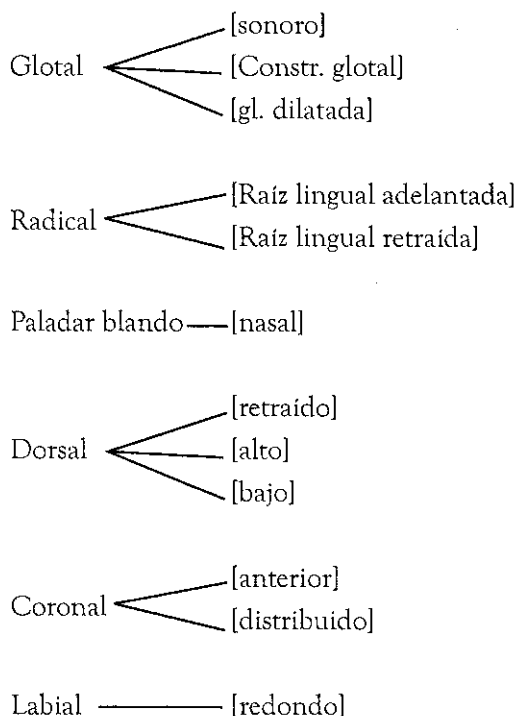 [sonoro]
Glotal [Constr. glotal]
[gl. dilatada]
[Raíz lingual adelantada]
Radical
[Raíz lingual retraída]
Paladar blando [nasal]
[retraído]
Dorsal [alto]
[bajo]
[anterior]
Coronal
[distribuido]
Labial [redondo]